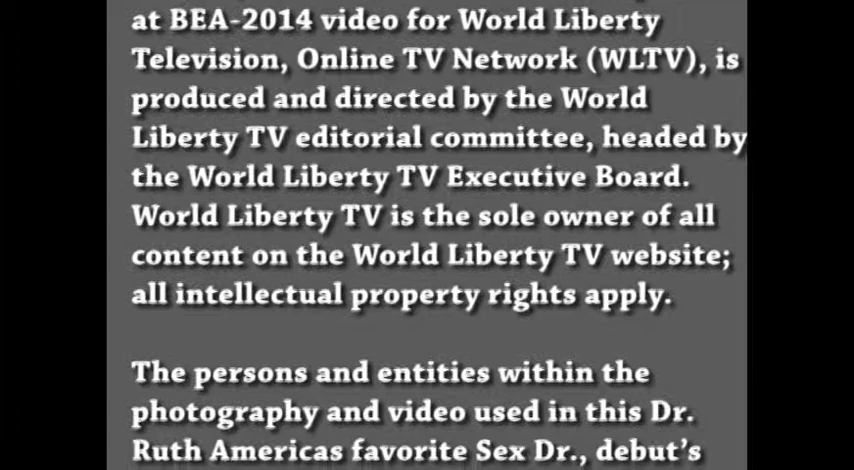 at BEA-2014 video for World Liberty
Television, Online TV Network (WLTV), is
produced and directed by the World
Liberty TV editorial committee, headed by
the World Liberty TV Executive Board.
World Liberty TV is the sole owner of all
content on the World Liberty TV website;
all intellectual property rights apply.
The persons and entities within the
photography and video used in this Dr.
Ruth Americas favorite Sex Dr., debut’s